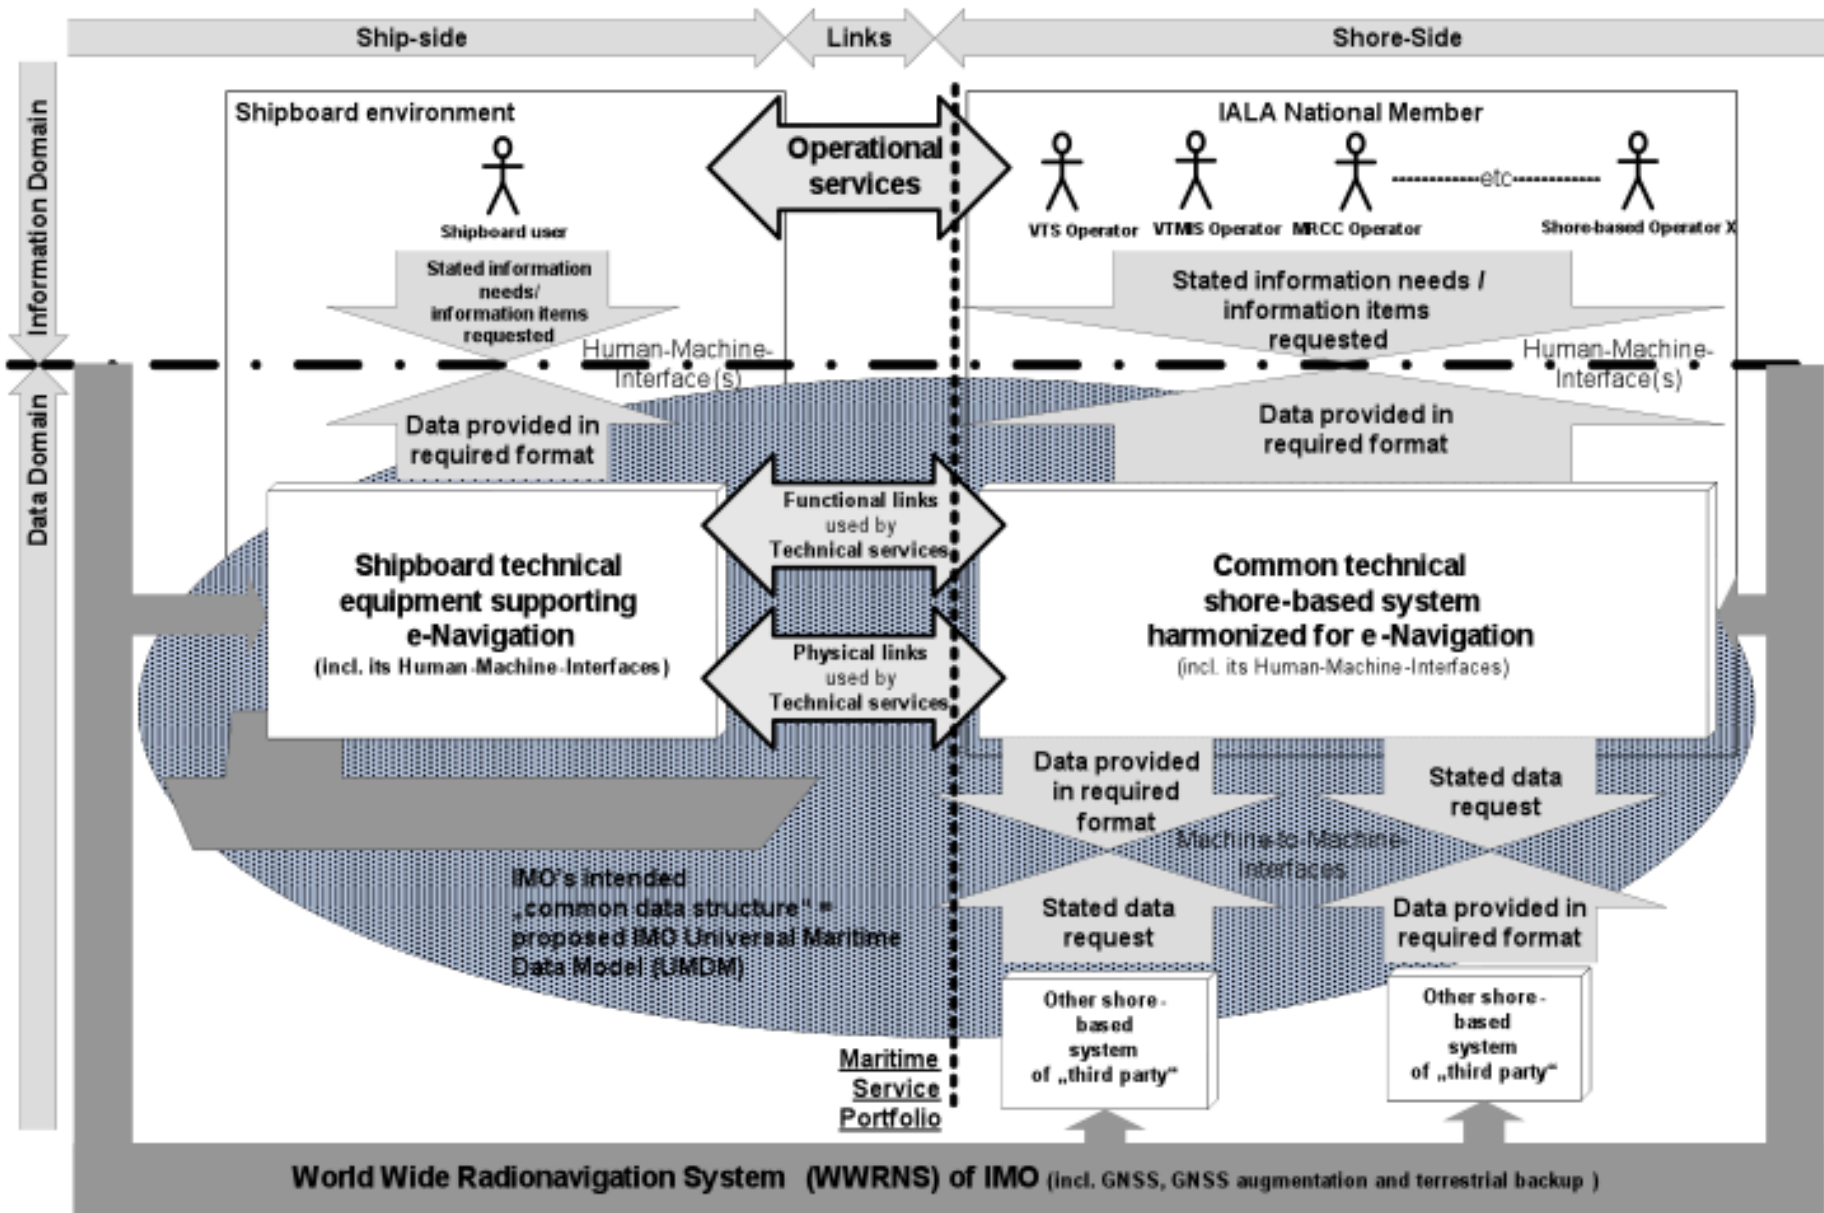 Ship-side
Links
Shore-Side
Information Domain
Data Domain
Shipboard environment
Shipboard user
Operational
services
IALA National Member
VTS Operator
VTMIS Operator
MRCC Operator
etc
Shore-based Operator X
Stated information
needs/
information items
requested
Stated information needs /
information items
requested
Human-Machine-
Interface(s)
Human-Machine-
Interface(s)
Data provided in
required format
Data provided in
required format
Functional links
used by
Technical services
Shipboard technical
equipment supporting
e-Navigation
(incl. its Human-Machine-Interfaces)
Common technical
shore-based system
harmonized for e-Navigation
(incl. its Human-Machine-Interfaces)
Physical links
used by
Technical services
Data provided
in required
format
Stated data
request
Machine-to-Machine-
Interfaces
Stated data
request
Data provided in
required format
IMO's intended
„common data structure“ =
proposed IMO Universal Maritime
Data Model (UMDM)
Other shore-
based
system
of „third party“
Other shore-
based
system
of „third party“
Maritime
Service
Portfolio
World Wide Radionavigation System (WWRNS) of IMO (incl. GNSS, GNSS augmentation and terrestrial backup )